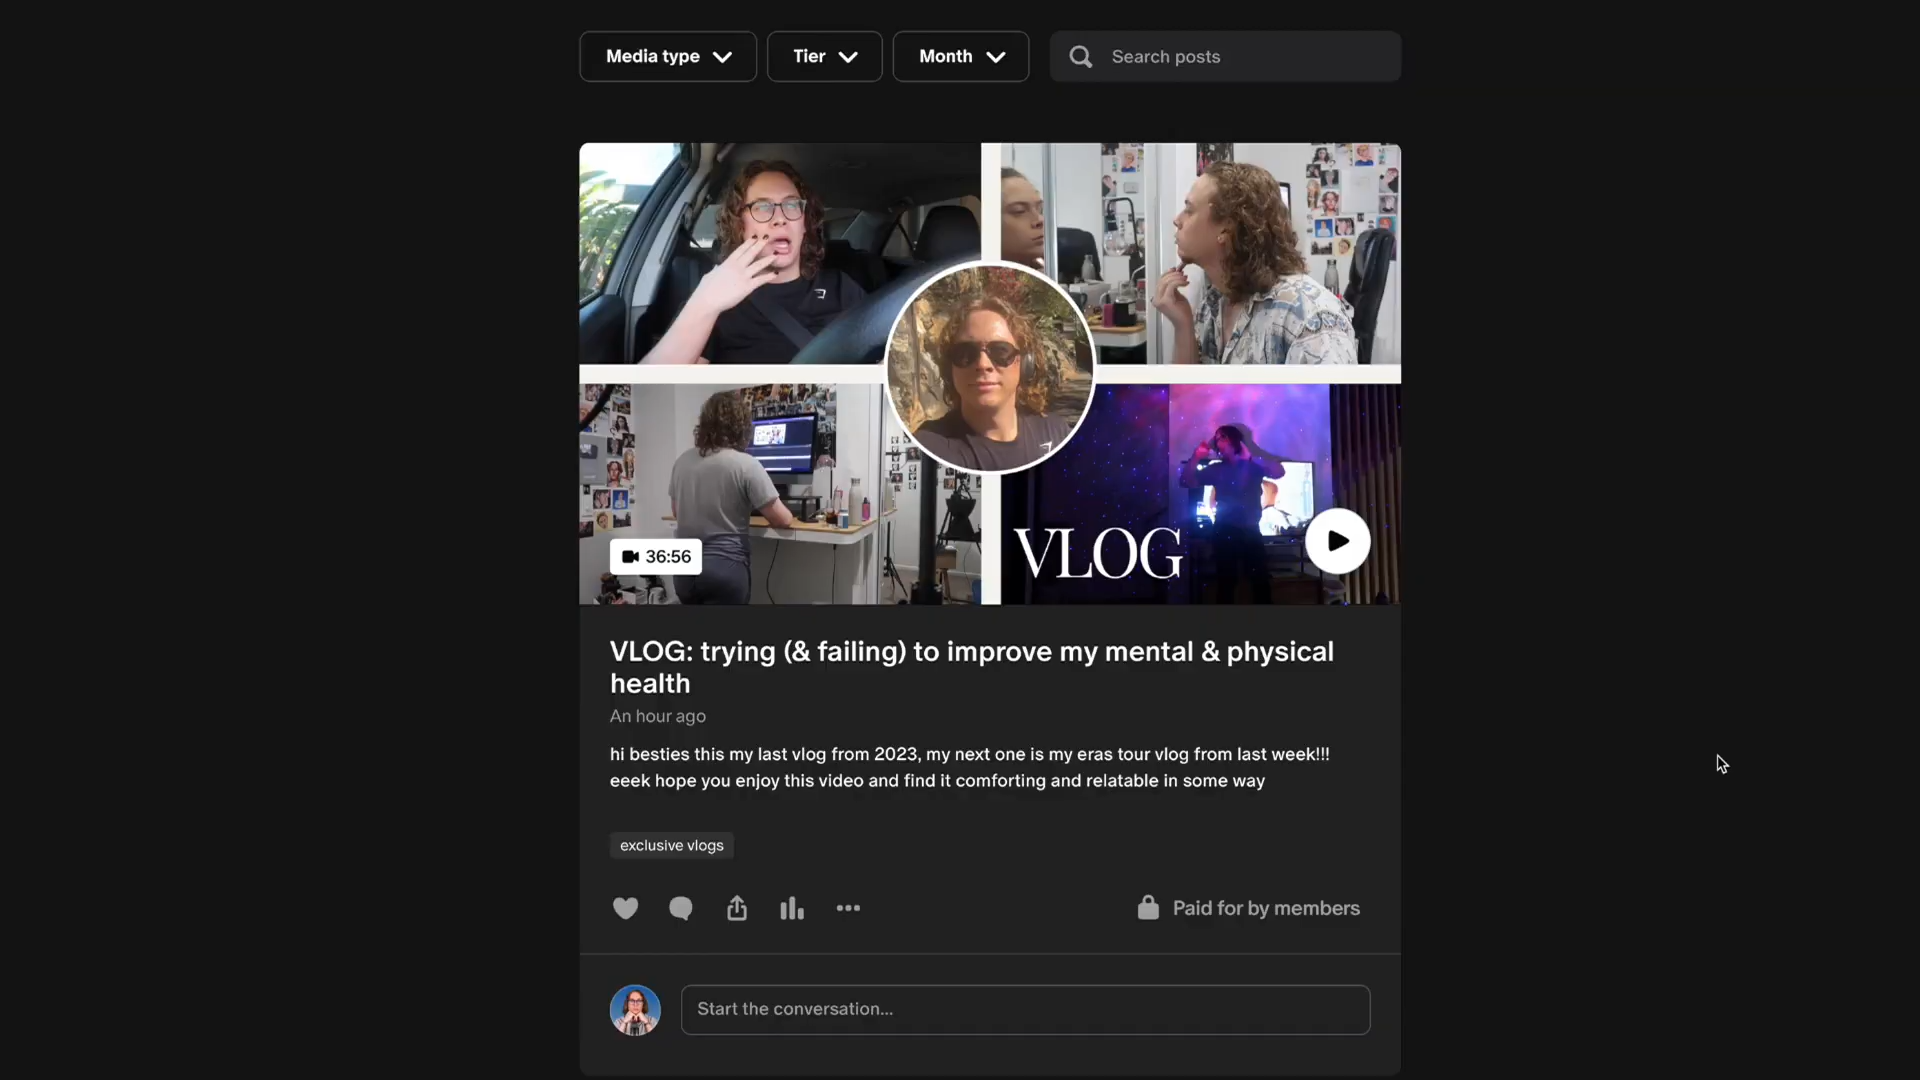 Media type
Tier
Month
Search posts
36:56
VLOG
VLOG: trying (& failing) to improve my mental & physical
health
An hour ago
hi besties this my last vlog from 2023, my next one is my eras tour vlog from last week!!!
eeek hope you enjoy this video and find it comforting and relatable in some way
exclusive vlogs
Paid for by members
Start the conversation...